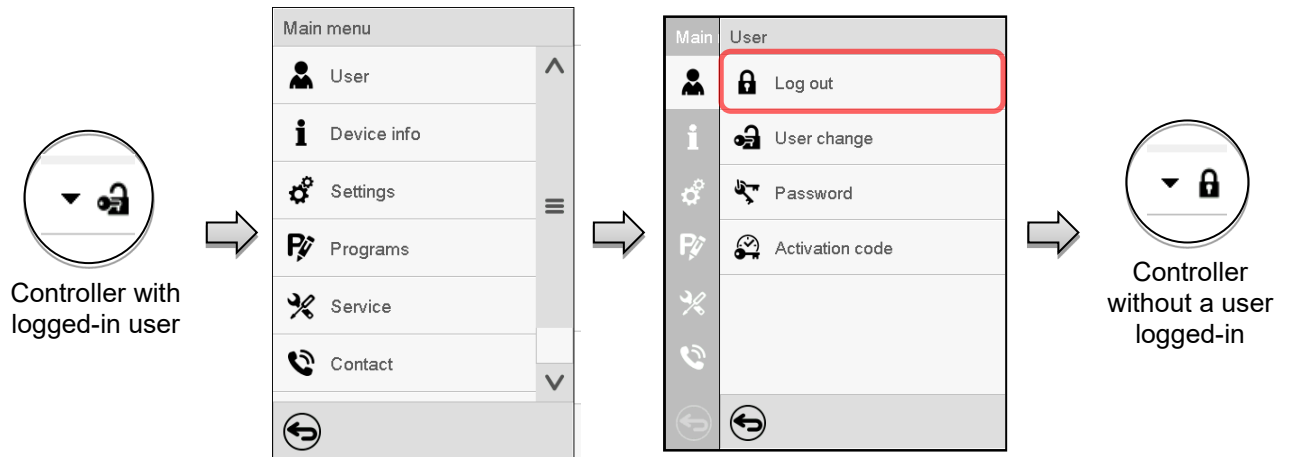 Controller with
logged-in user
Main menu
User
Device info
Settings
Programs
Service
Contact
Main
User
Log out
User change
Password
Activation code
Controller
without a user
logged-in